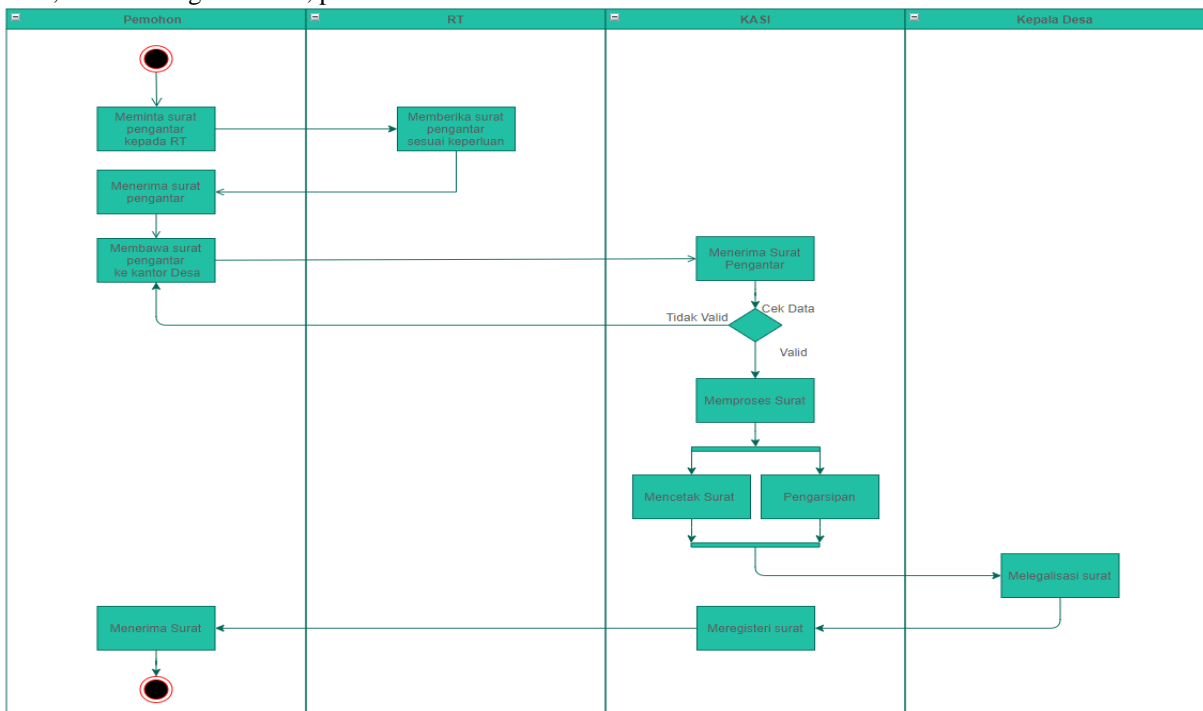 Pemohon
RT
KASI
Kepala Desa
Meminta surat
pengantar
kepada RT
Memberika surat
pengantar
sesuai keperluan
Menerima surat
pengantar
Membawa surat
pengantar
ke kantor Desa
Menerima Surat
Pengantar
Cek Data
Tidak Valid
Valid
Memproses Surat
Mencetak Surat
Pengarsipan
Melegalisasi surat
Menerima Surat
Meregisteri surat